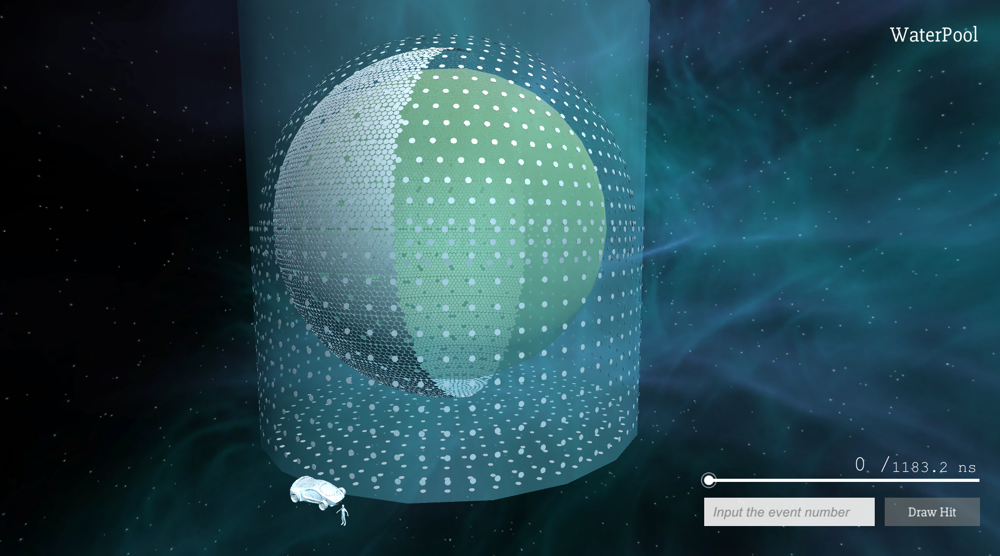 WaterPool
0 /1183.2 ns
Input the event number
Draw Hit